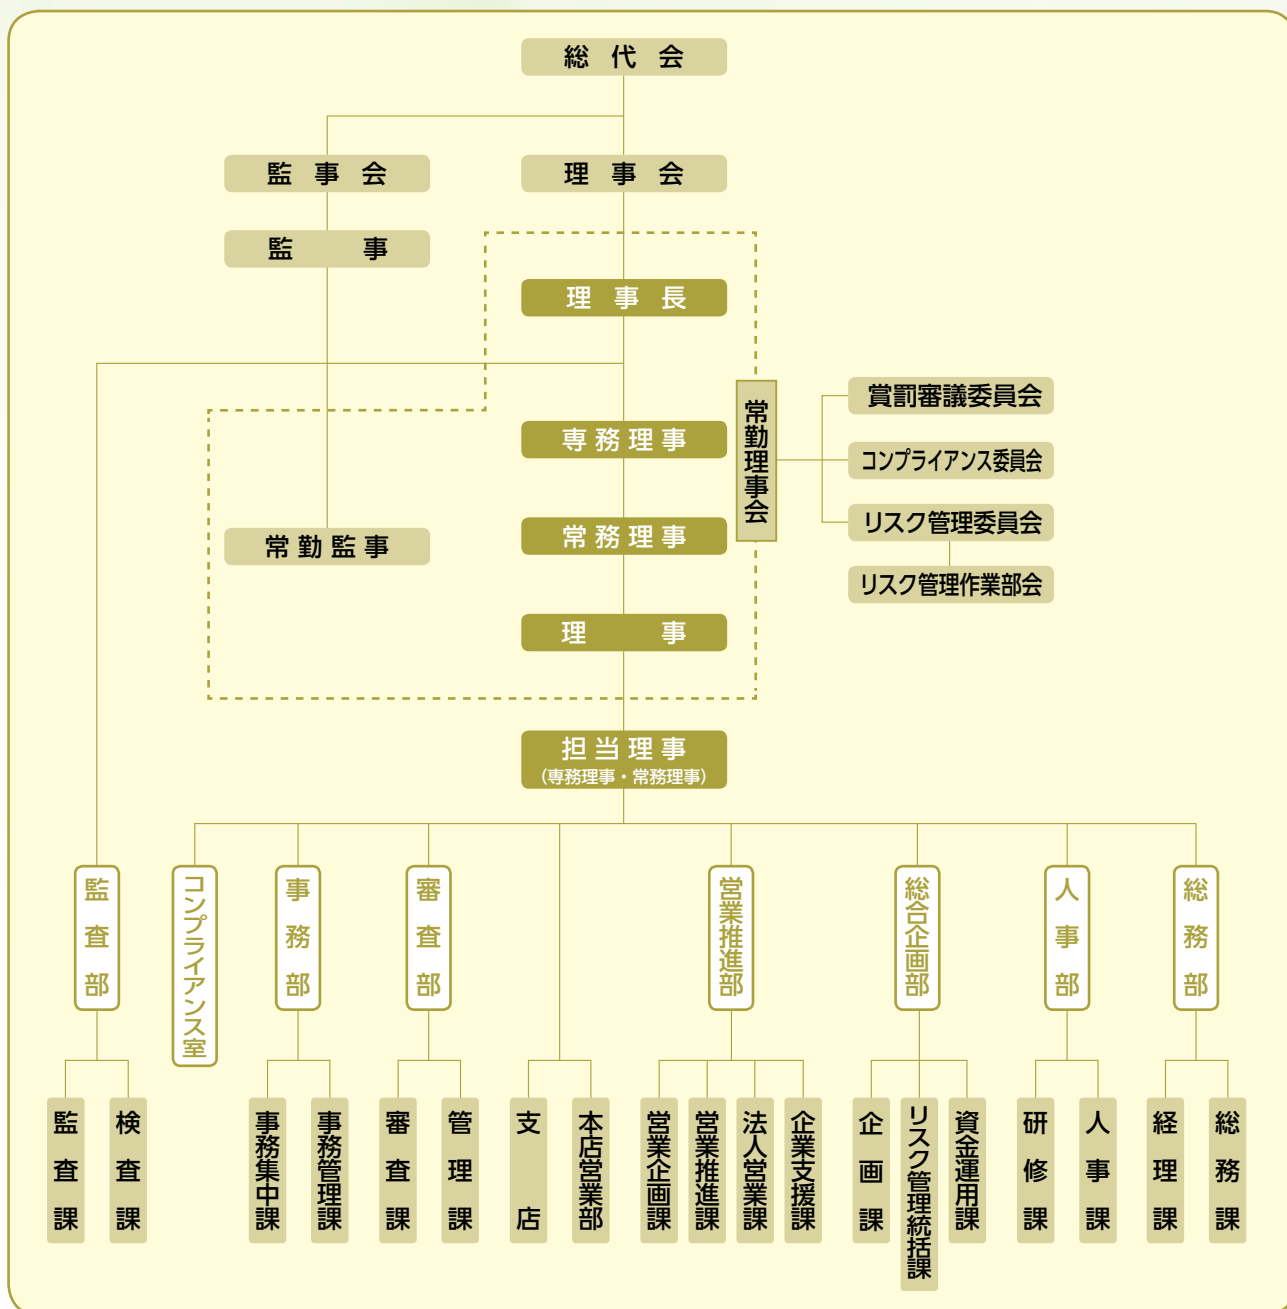 総代会
監事会
理事会
監事
理事長
専務理事
常勤理事会
賞罰審議委員会
コンプライアンス委員会
リスク管理委員会
リスク管理作業部会
常務理事
常勤監事
理事
担当理事
(専務理事・常務理事)
監査部
コンプライアンス室
事務部
審査部
営業推進部
総合企画部
人事部
総務部
監査課
検査課
事務集中課
事務管理課
審査課
管理課
支店
本店営業部
営業企画課
営業推進課
法人営業課
企業支援課
企画課
リスク管理統括課
資金運用課
研修課
人事課
経理課
総務課